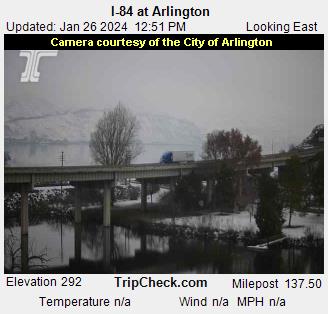 I-84 at Arlington
Updated: Jan 26 2024 12:51 PM Looking East
Camera courtesy of the City of Arlington
Elevation 292 TripCheck.com Milepost 137.50
Temperature n/a Wind n/a MPH n/a